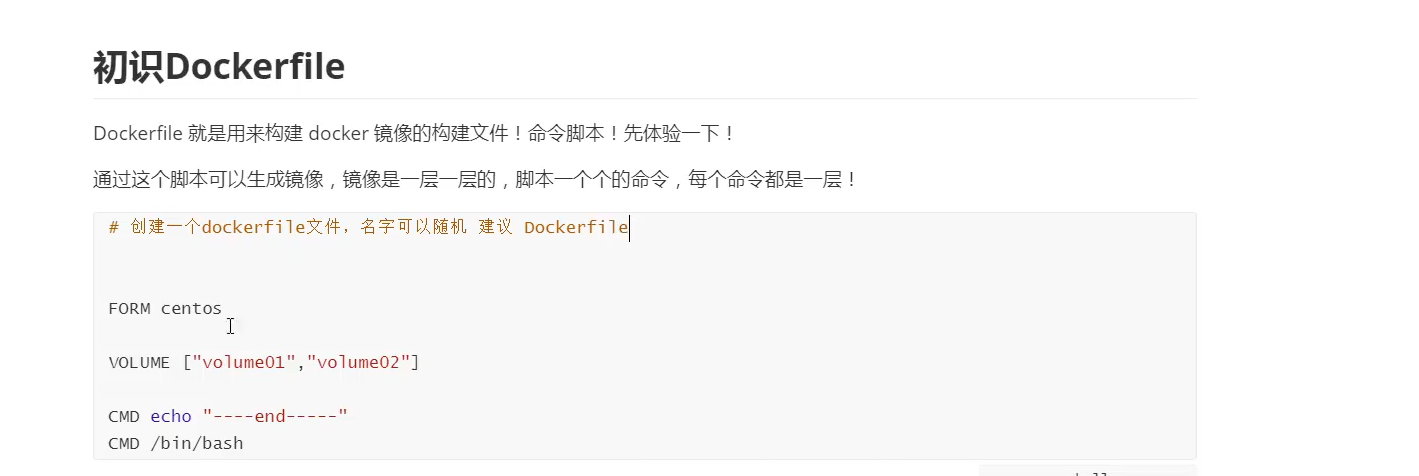 初识Dockerfile
Dockerfile 就是用来构建 docker 镜像的构建文件！命令脚本！先体验一下！
通过这个脚本可以生成镜像，镜像是一层一层的，脚本一个个的命令，每个命令都是一层！
# 创建一个dockerfile文件，名字可以随机 建议 Dockerfile
FORM centos
VOLUME ["volume01","volume02"]
CMD echo "----end-----"
CMD /bin/bash